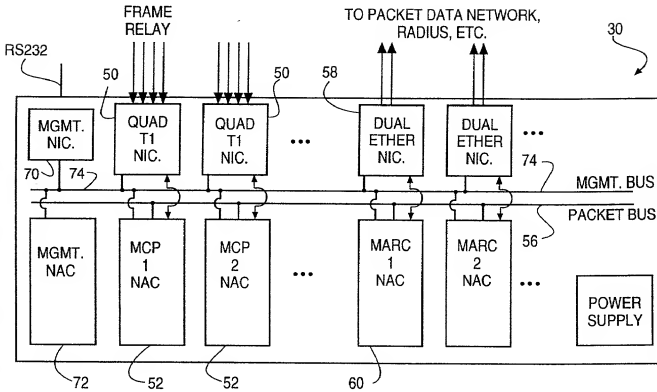 FRAME
RELAY
TO PACKET DATA NETWORK,
RADIUS, ETC.
30
RS232
50
50
58
MGMT.
NIC.
QUAD
T1
NIC.
QUAD
T1
NIC.
...
DUAL
ETHER
NIC.
DUAL
ETHER
NIC.
...
70
74
74
MGMT. BUS
PACKET BUS
56
MGMT.
NAC
MCP
1
NAC
MCP
2
NAC
...
MARC
1
NAC
MARC
2
NAC
...
POWER
SUPPLY
72
52
52
60